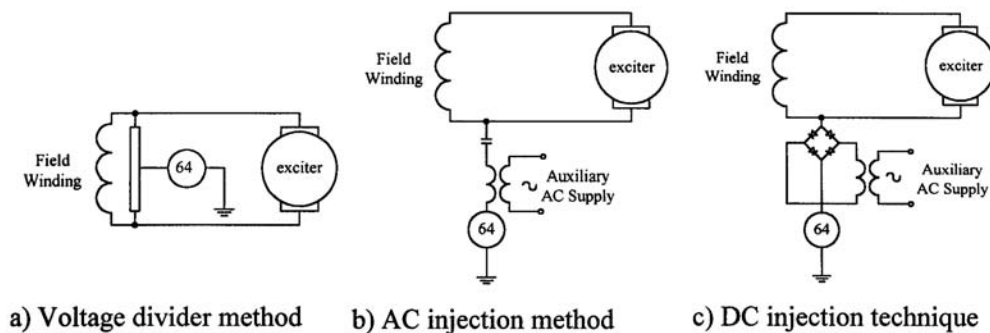 Field
Winding
64
exciter
a) Voltage divider method
Field
Winding
exciter
Auxiliary
AC Supply
64
b) AC injection method
Field
Winding
exciter
Auxiliary
AC Supply
64
c) DC injection technique